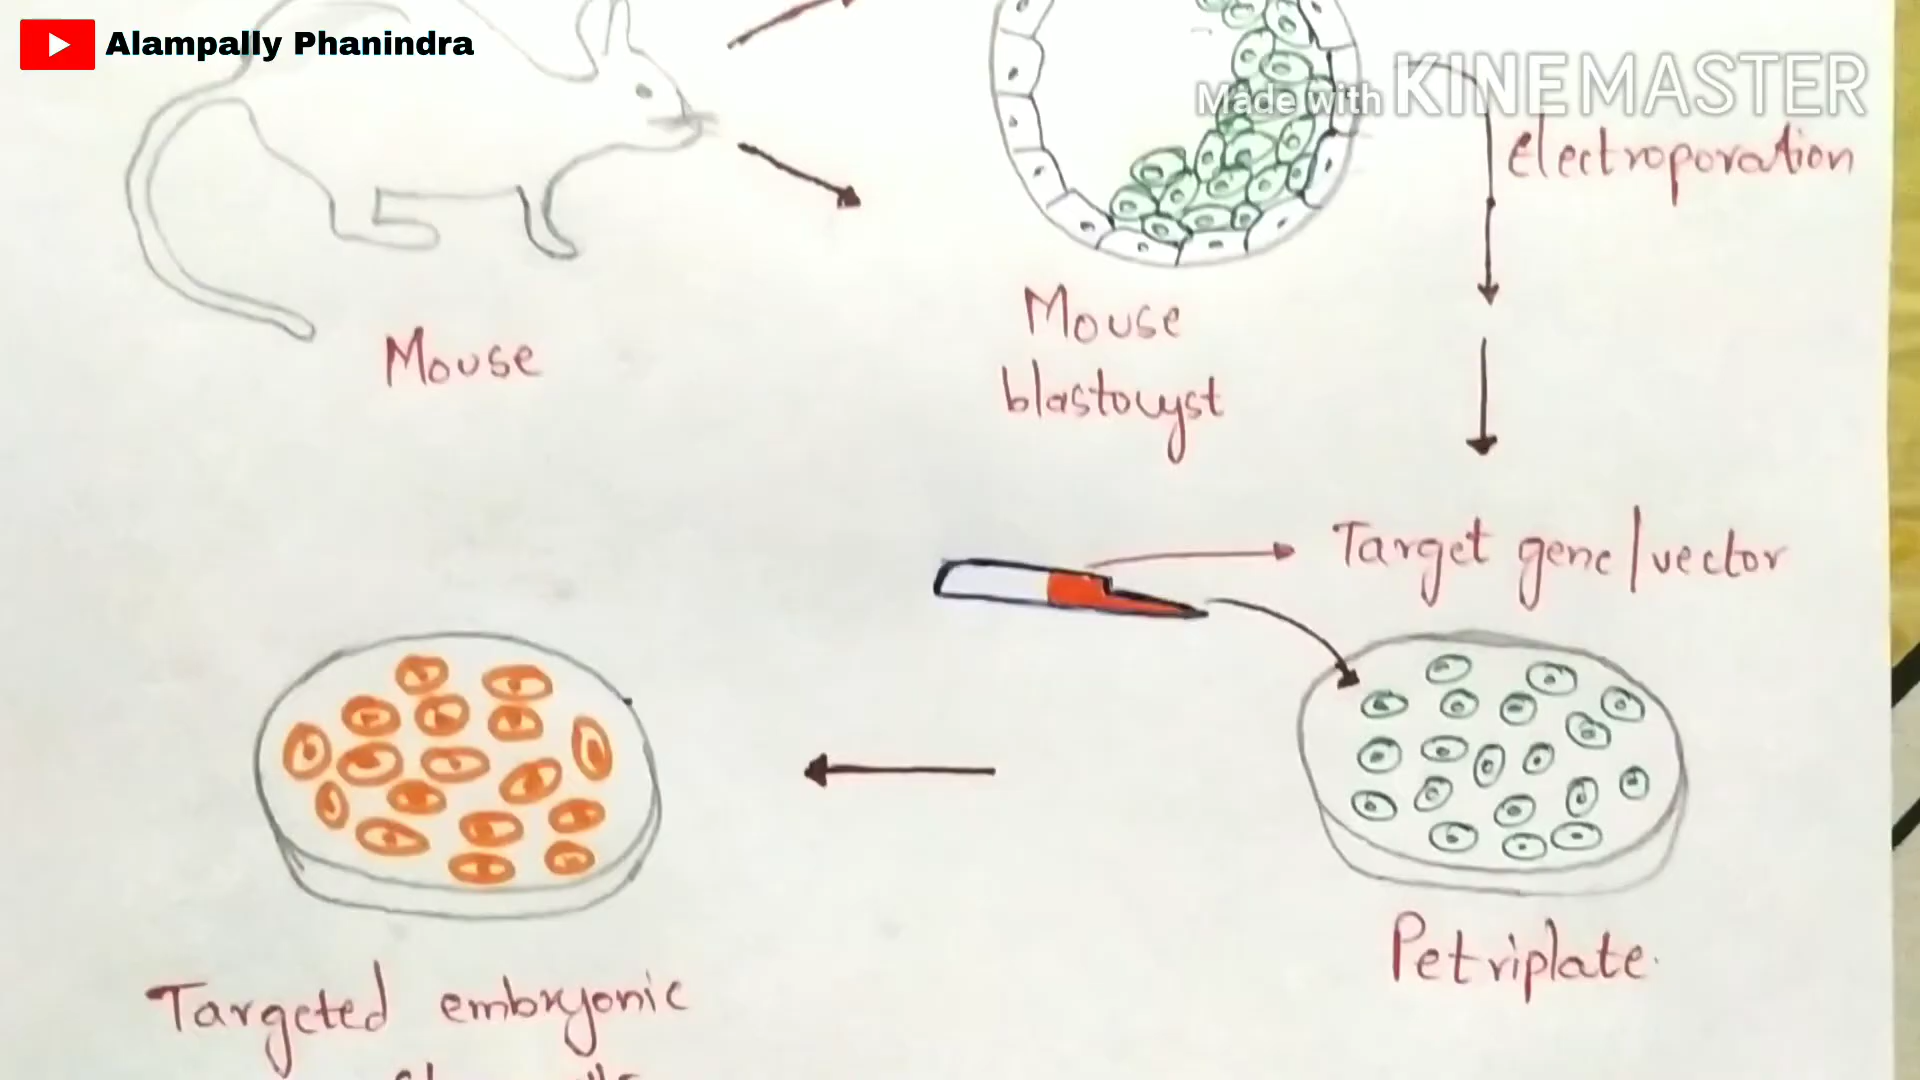 Alampally Phanindra
Made with KINEMASTER
Electroporation
Mouse
blastocyst
Mouse
Target gene/vector
Petriplate.
Targeted embryonic